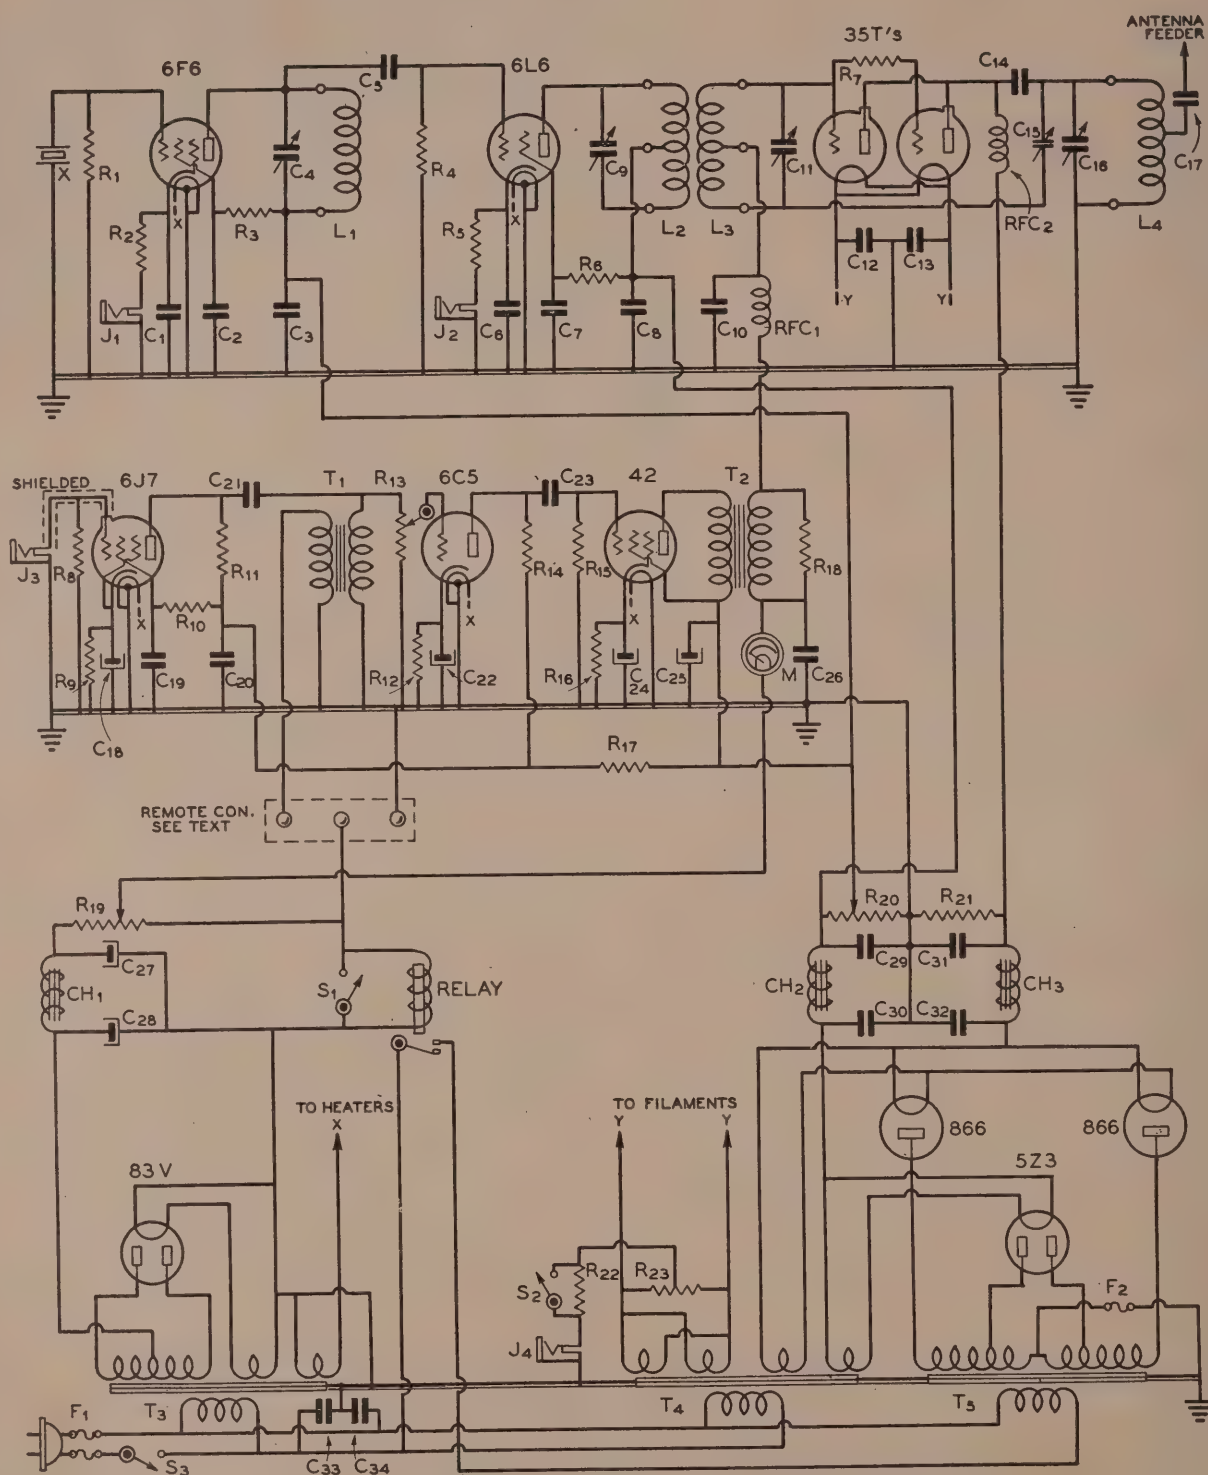 ANTENNA
FEEDER
35T's
6F6
6L6
C5
R7
C14
X
R1
C4
R4
C9
C11
C15
C16
C17
R2
X
R3
L1
R5
X
L2
L3
RFC2
L4
J1
C1
C2
C3
J2
C6
C7
R6
C8
C10
RFC1
C12
C13
Y
Y
SHIELDED
6J7
C21
T1
R13
6C5
C23
42
T2
J3
R8
R11
R14
R15
R18
R10
X
X
R9
C19
C20
R12
C22
R16
C24
C25
M
C26
C18
R17
REMOTE CON.
SEE TEXT
R19
R20
R21
C27
C29
C31
CH1
S1
RELAY
CH2
CH3
C28
C30
C32
TO HEATERS
X
TO FILAMENTS
Y
Y
866
866
83V
5Z3
S2
R22
R23
F2
J4
F1
T3
T4
T5
S3
C33
C34